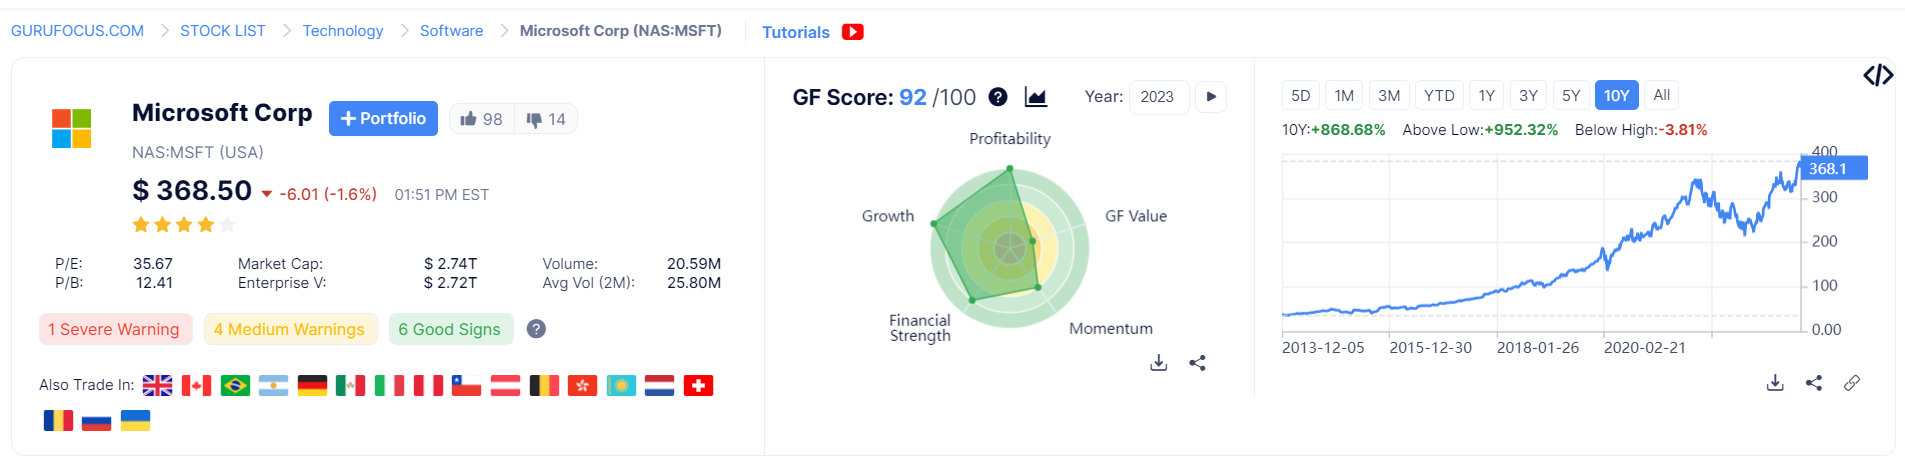 GURUFOCUS.COM > STOCK LIST > Technology > Software > Microsoft Corp (NAS:MSFT) Tutorials
Microsoft Corp
+ Portfolio
98
14
NAS:MSFT (USA)
$ 368.50 -6.01 (-1.6%) 01:51 PM EST
P/E: 35.67 Market Cap: $ 2.74T Volume: 20.59M
P/B: 12.41 Enterprise V: $ 2.72T Avg Vol (2M): 25.80M
1 Severe Warning 4 Medium Warnings 6 Good Signs ?
Also Trade In:
GF Score: 92 /100 ? Year: 2023
Profitability
Growth
GF Value
Financial
Strength
Momentum
5D 1M 3M YTD 1Y 3Y 5Y 10Y All
10Y:+868.68% Above Low:+952.32% Below High:-3.81%
400
368.1
300
200
100
0.00
2013-12-05 2015-12-30 2018-01-26 2020-02-21